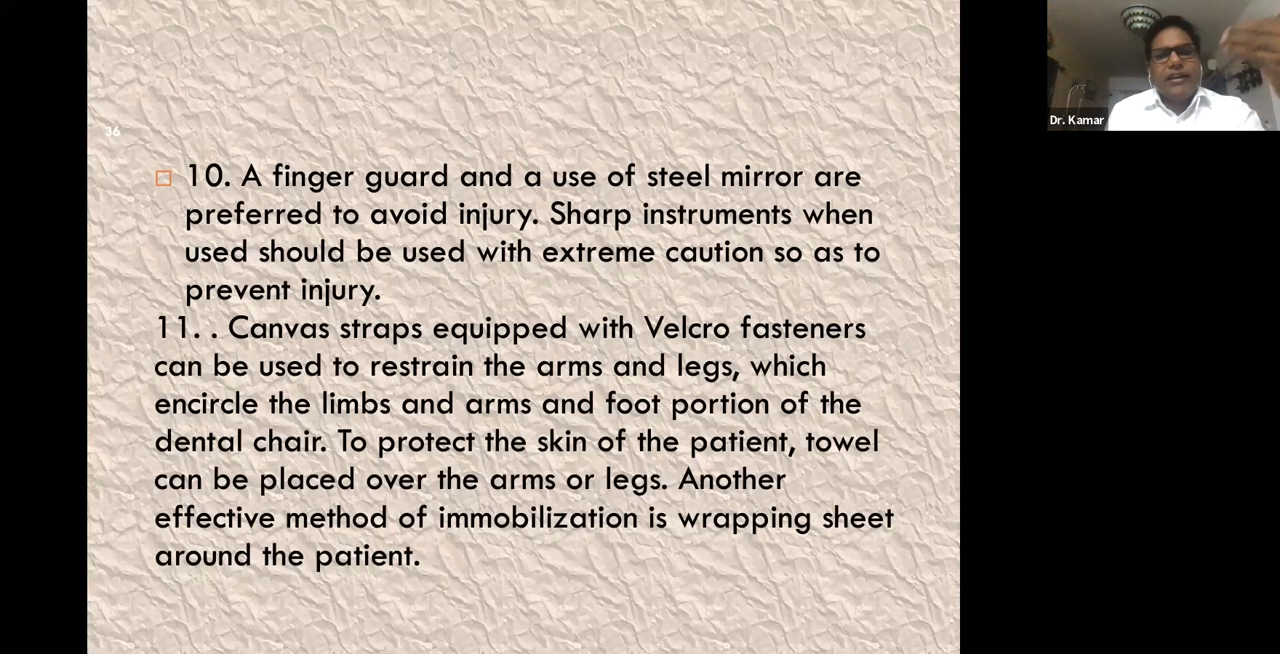 36
10. A finger guard and a use of steel mirror are
preferred to avoid injury. Sharp instruments when
used should be used with extreme caution so as to
prevent injury.
11. . Canvas straps equipped with Velcro fasteners
can be used to restrain the arms and legs, which
encircle the limbs and arms and foot portion of the
dental chair. To protect the skin of the patient, towel
can be placed over the arms or legs. Another
effective method of immobilization is wrapping sheet
around the patient.
Dr. Kamar